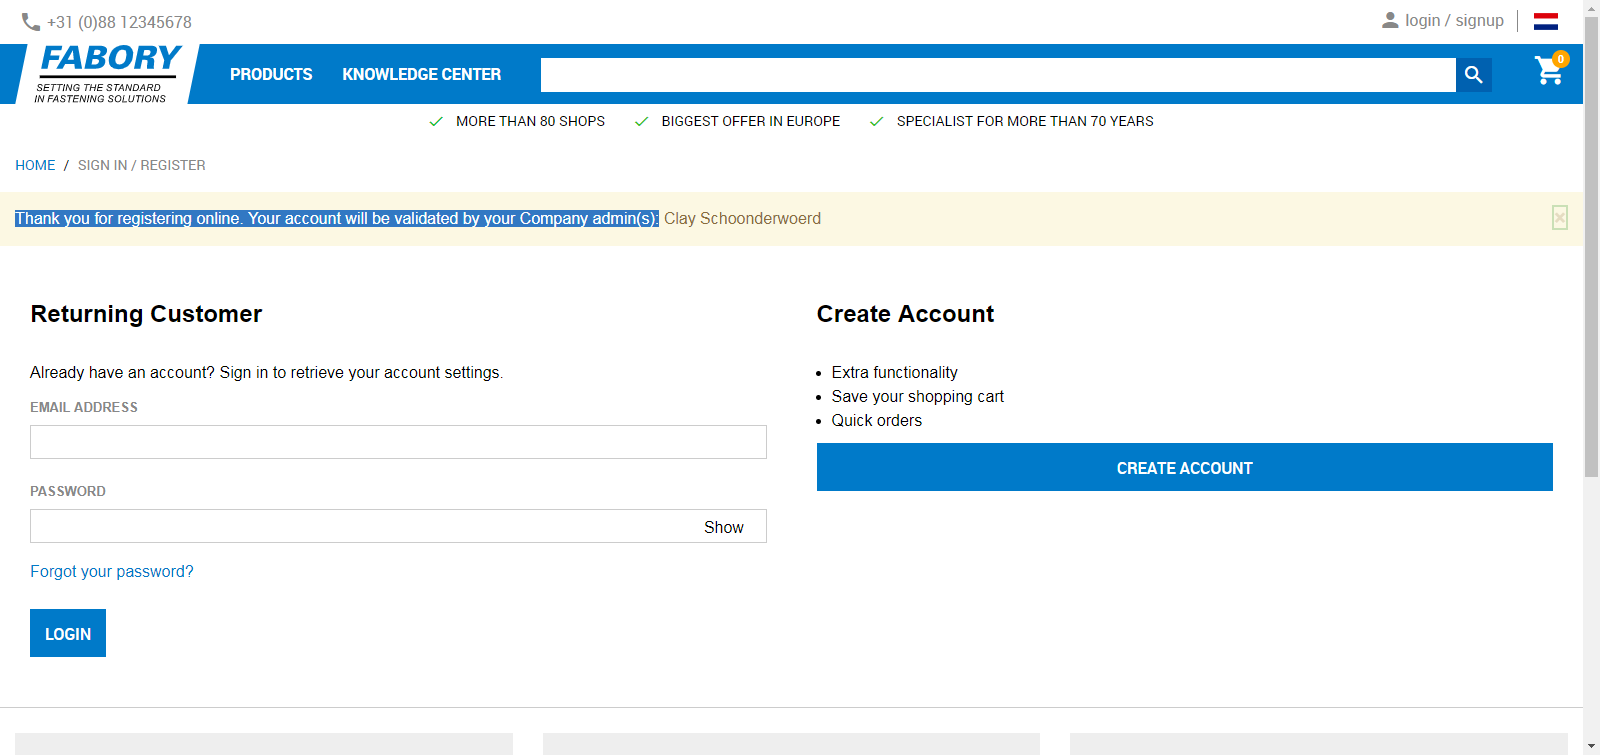 +31 (0)88 12345678
login / signup
FABORY
SETTING THE STANDARD
IN FASTENING SOLUTIONS
PRODUCTS
KNOWLEDGE CENTER
0
MORE THAN 80 SHOPS
BIGGEST OFFER IN EUROPE
SPECIALIST FOR MORE THAN 70 YEARS
HOME / SIGN IN / REGISTER
Thank you for registering online. Your account will be validated by your Company admin(s): Clay Schoonderwoerd
×
Returning Customer
Already have an account? Sign in to retrieve your account settings.
EMAIL ADDRESS
PASSWORD
Show
Forgot your password?
LOGIN
Create Account
Extra functionality
Save your shopping cart
Quick orders
CREATE ACCOUNT